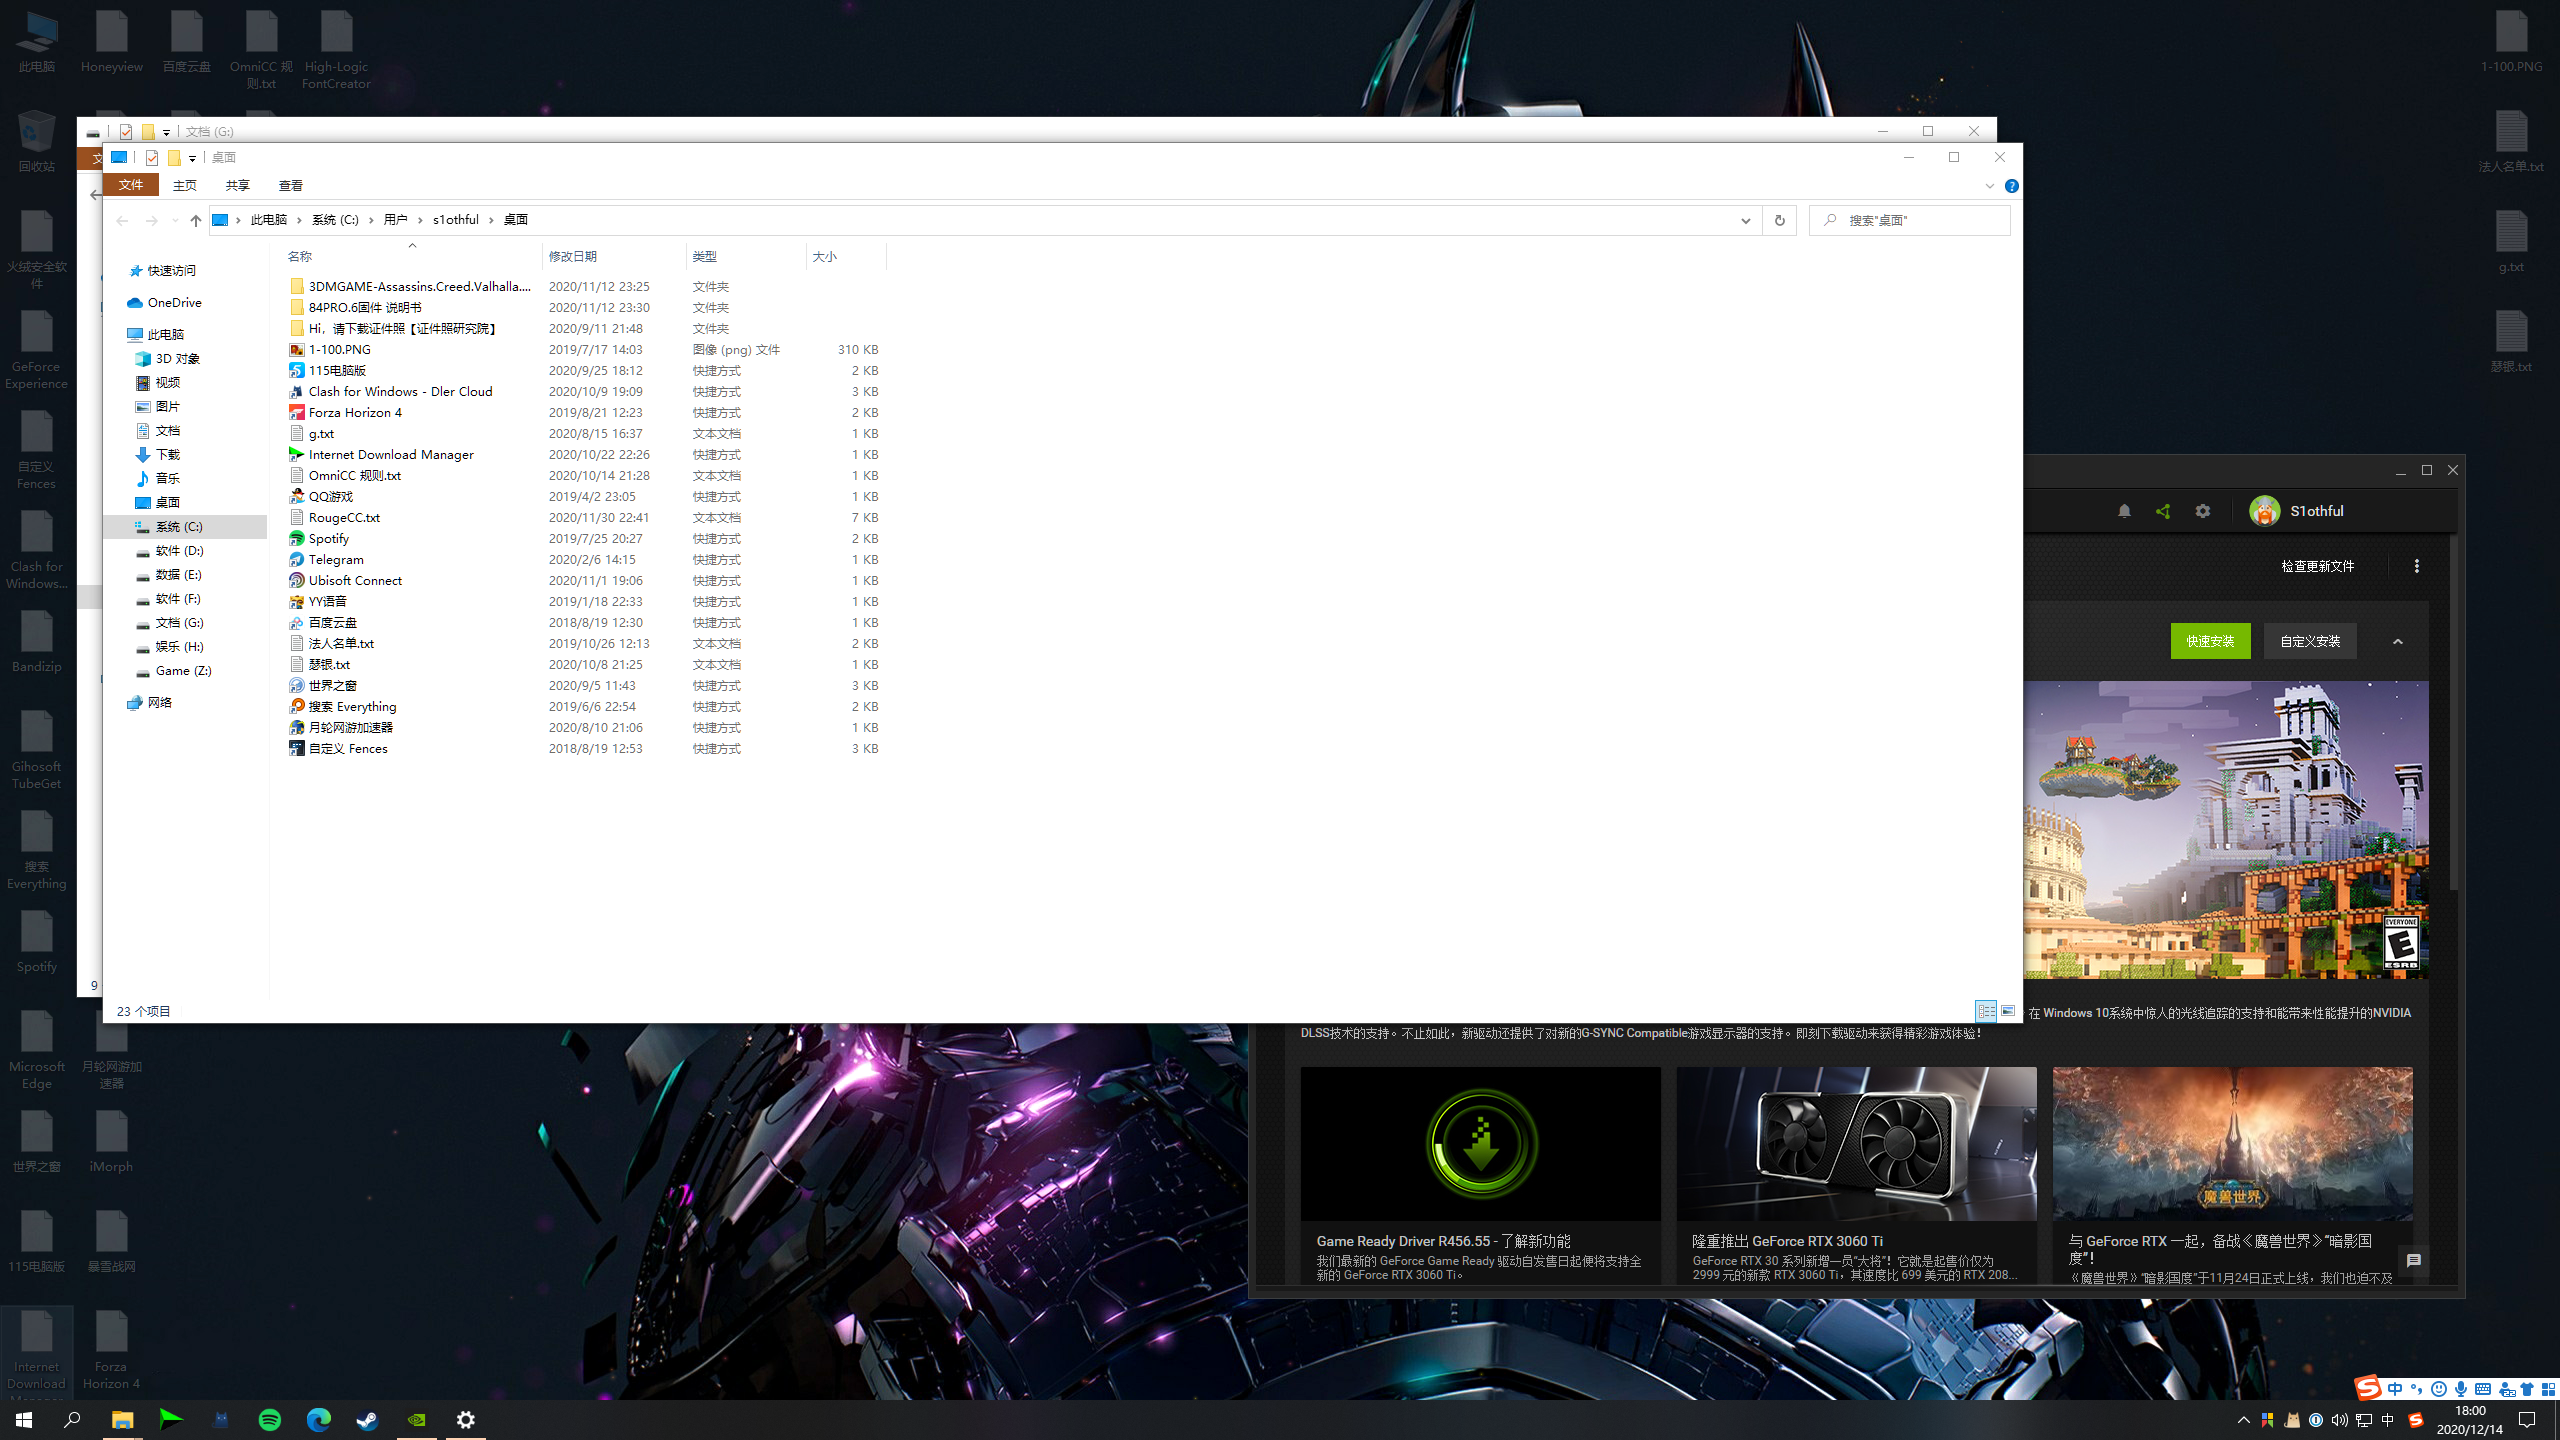 此电脑
Honeyview
百度云盘
OmniCC 规
则.txt
High-Logic
FontCreator
1-100.PNG
回收站
法人名单.txt
火绒安全软
件
g.txt
GeForce
Experience
瑟银.txt
自定义
Fences
Clash for
Windows...
Bandizip
Gihosoft
TubeGet
搜索
Everything
Spotify
Microsoft
Edge
月轮网游加
速器
世界之窗
iMorph
115电脑版
暴雪战网
Internet
Download
Forza
Horizon 4
文档 (G:)
9
桌面
文件
主页
共享
查看
此电脑
系统 (C:)
用户
s1othful
桌面
搜索"桌面"
名称
修改日期
类型
大小
快速访问
OneDrive
此电脑
3D 对象
视频
图片
文档
下载
音乐
桌面
系统 (C:)
软件 (D:)
数据 (E:)
软件 (F:)
文档 (G:)
娱乐 (H:)
Game (Z:)
网络
3DMGAME-Assassins.Creed.Valhalla.... 2020/11/12 23:25 文件夹
84PRO.6固件 说明书 2020/11/12 23:30 文件夹
Hi，请下载证件照【证件照研究院】 2020/9/11 21:48 文件夹
1-100.PNG 2019/7/17 14:03 图像 (png) 文件 310 KB
115电脑版 2020/9/25 18:12 快捷方式 2 KB
Clash for Windows - Dler Cloud 2020/10/9 19:09 快捷方式 3 KB
Forza Horizon 4 2019/8/21 12:23 快捷方式 2 KB
g.txt 2020/8/15 16:37 文本文档 1 KB
Internet Download Manager 2020/10/22 22:26 快捷方式 1 KB
OmniCC 规则.txt 2020/10/14 21:28 文本文档 1 KB
QQ游戏 2019/4/2 23:05 快捷方式 1 KB
RougeCC.txt 2020/11/30 22:41 文本文档 7 KB
Spotify 2019/7/25 20:27 快捷方式 2 KB
Telegram 2020/2/6 14:15 快捷方式 1 KB
Ubisoft Connect 2020/11/1 19:06 快捷方式 1 KB
YY语音 2019/1/18 22:33 快捷方式 1 KB
百度云盘 2018/8/19 12:30 快捷方式 1 KB
法人名单.txt 2019/10/26 12:13 文本文档 2 KB
瑟银.txt 2020/10/8 21:25 文本文档 1 KB
世界之窗 2020/9/5 11:43 快捷方式 3 KB
搜索 Everything 2019/6/6 22:54 快捷方式 2 KB
月轮网游加速器 2020/8/10 21:06 快捷方式 1 KB
自定义 Fences 2018/8/19 12:53 快捷方式 3 KB
23 个项目
S1othful
检查更新文件
快速安装
自定义安装
EVERYONE
E
ESRB
在 Windows 10系统中惊人的光线追踪的支持和能带来性能提升的NVIDIA
DLSS技术的支持。不止如此，新驱动还提供了对新的G-SYNC Compatible游戏显示器的支持。即刻下载驱动来获得精彩游戏体验！
魔兽世界
Game Ready Driver R456.55 - 了解新功能
我们最新的 GeForce Game Ready 驱动自发售日起便将支持全
新的 GeForce RTX 3060 Ti。
隆重推出 GeForce RTX 3060 Ti
GeForce RTX 30 系列新增一员“大将”！它就是起售价仅为
2999 元的新款 RTX 3060 Ti，其速度比 699 美元的 RTX 208...
与 GeForce RTX 一起，备战《魔兽世界》“暗影国
度”！
《魔兽世界》“暗影国度”于11月24日正式上线，我们也迫不及
中
中
18:00
2020/12/14